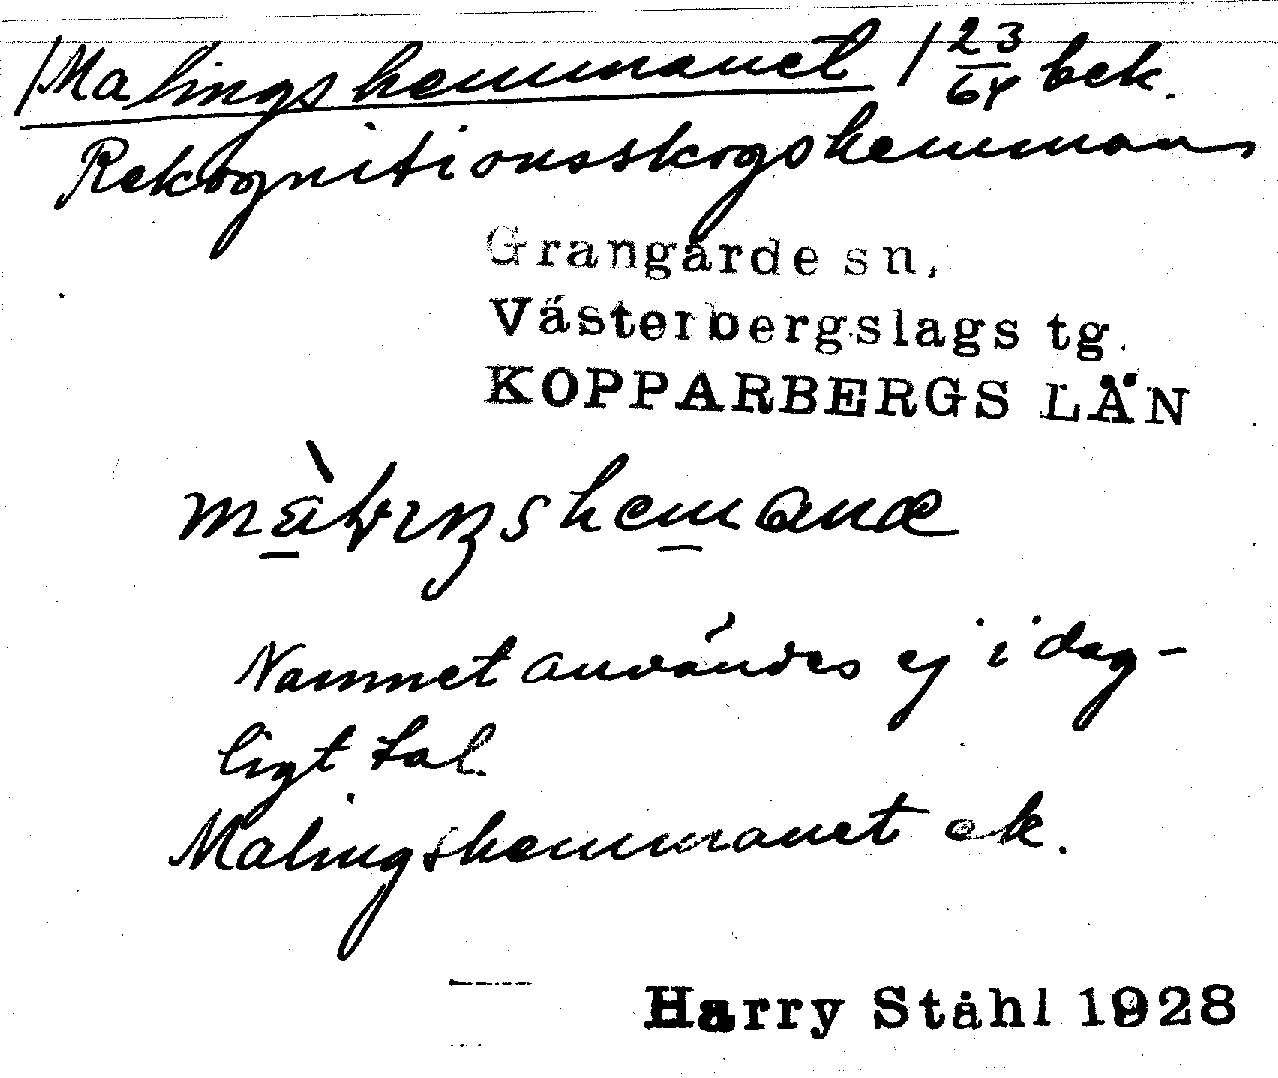 /Malingshemmanet/ 23/64 bek.
Rekognitionsskogshemman
Grangärde sn,
Västerbergslags tg.
KOPPARBERGS LÄN
Namnet användes ej i dag-
ligt tal.
Malingshemmanet ek.
Harry Ståhl 1928